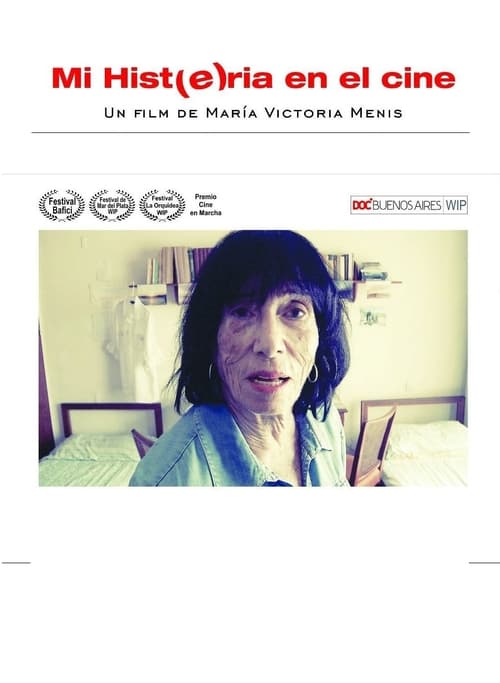 Mi Hist(e)ria en el cine
Un film de María Victoria Menis
Festival
Bafici
Festival de
Mar del Plata
WIP
Festival
La Orquidea
WIP
Premio
Cine
en Marcha
DOC BUENOS AIRES WIP